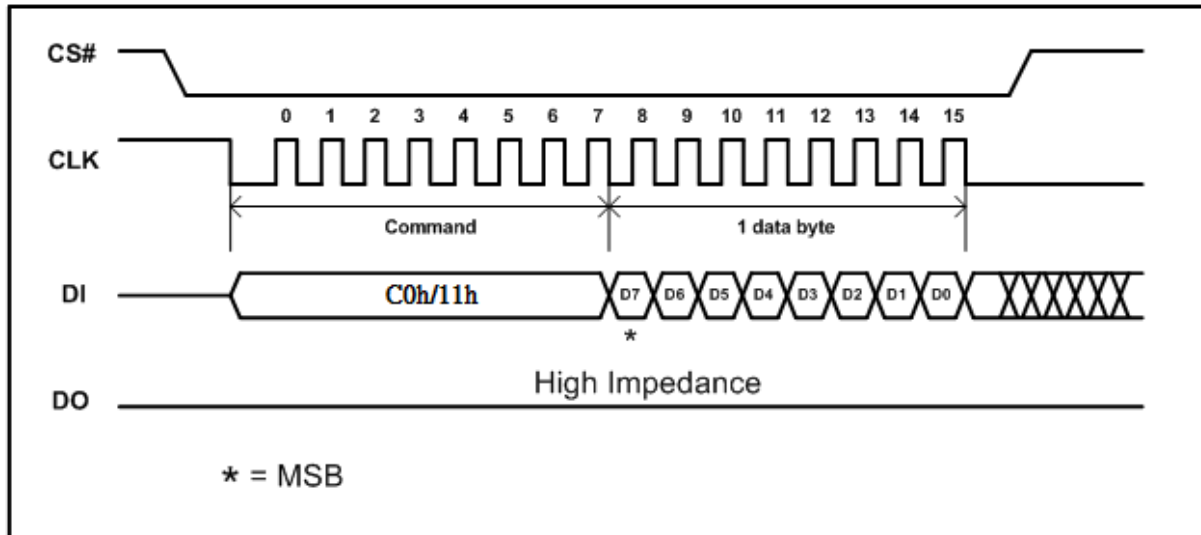 CS#
0 1 2 3 4 5 6 7 8 9 10 11 12 13 14 15
CLK
Command 1 data byte
DI C0h/11h D7 D6 D5 D4 D3 D2 D1 D0
*
High Impedance
DO
* = MSB